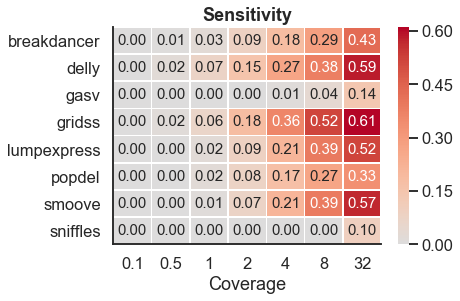 Sensitivity
breakdancer 0.00 0.01 0.03 0.09 0.18 0.29 0.43
delly 0.00 0.02 0.07 0.15 0.27 0.38 0.59
gasv 0.00 0.00 0.00 0.00 0.01 0.04 0.14
gridss 0.00 0.02 0.06 0.18 0.36 0.52 0.61
lumpexpress 0.00 0.00 0.02 0.09 0.21 0.39 0.52
popdel 0.00 0.00 0.02 0.08 0.17 0.27 0.33
smoove 0.00 0.00 0.01 0.07 0.21 0.39 0.57
sniffles 0.00 0.00 0.00 0.00 0.00 0.00 0.10
0.1 0.5 1 2 4 8 32
Coverage
0.60
0.45
0.30
0.15
0.00